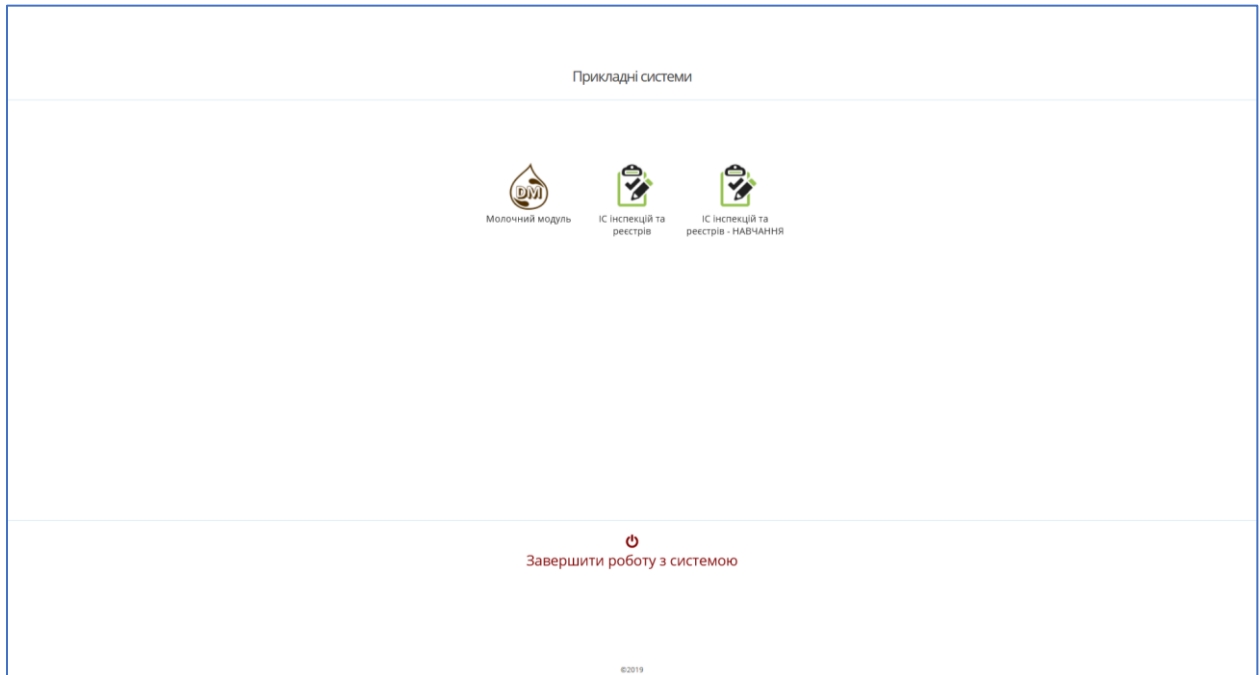 Прикладні системи
DM
Молочний модуль
ІС інспекцій та
реєстрів
ІС інспекцій та
реєстрів - НАВЧАННЯ
Завершити роботу з системою
©2019